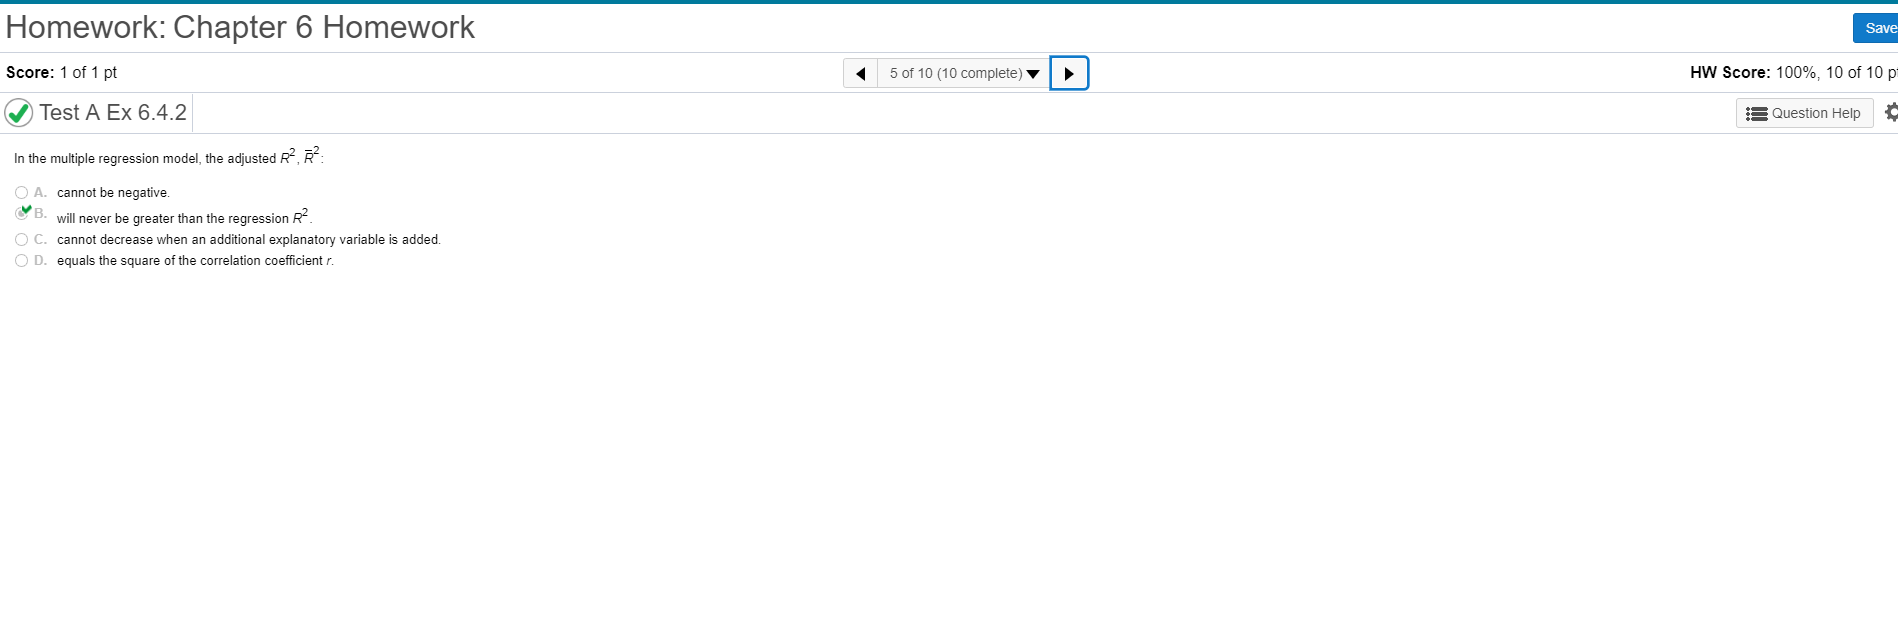 Homework: Chapter 6 Homework
Save
Score: 1 of 1 pt
5 of 10 (10 complete)
HW Score: 100%, 10 of 10 pt
Test A Ex 6.4.2
Question Help
In the multiple regression model, the adjusted R², R̅²:
A. cannot be negative.
B. will never be greater than the regression R².
C. cannot decrease when an additional explanatory variable is added.
D. equals the square of the correlation coefficient r.